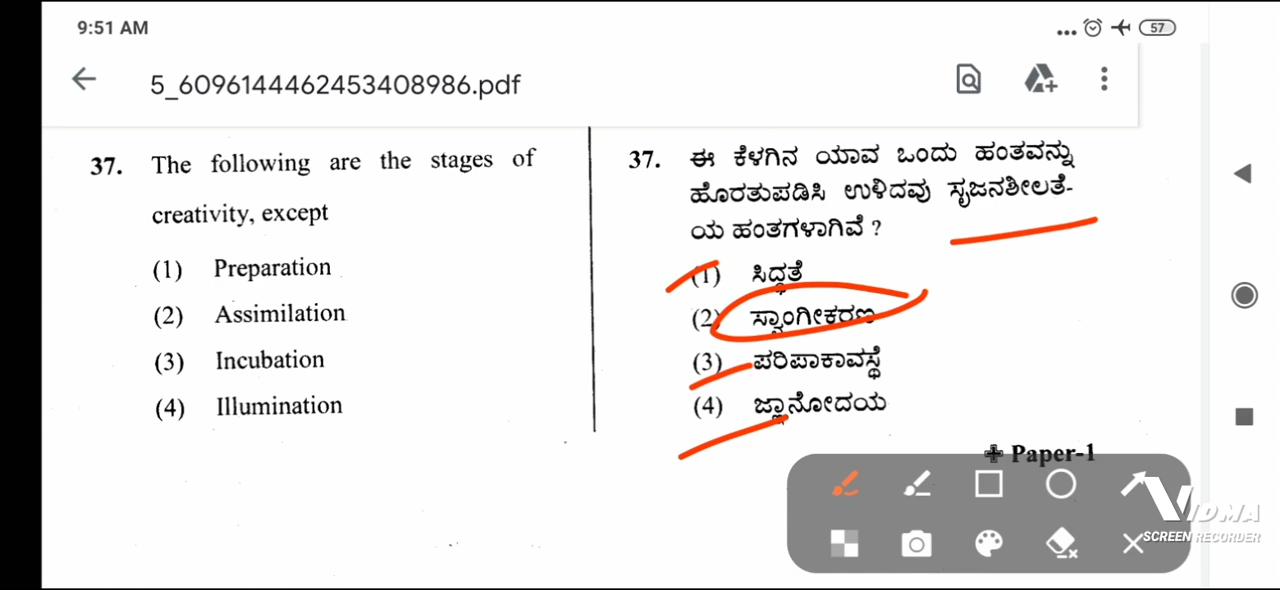 9:51 AM
57
5_6096144462453408986.pdf
37. The following are the stages of
creativity, except
(1) Preparation
(2) Assimilation
(3) Incubation
(4) Illumination
37. ಈ ಕೆಳಗಿನ ಯಾವ ಒಂದು ಹಂತವನ್ನು
ಹೊರತುಪಡಿಸಿ ಉಳಿದವು ಸೃಜನಶೀಲತೆ-
ಯ ಹಂತಗಳಾಗಿವೆ ?
(1) ಸಿದ್ಧತೆ
(2) ಸ್ವಾಂಗೀಕರಣ
(3) ಪರಿಪಾಕಾವಸ್ಥೆ
(4) ಜ್ಞಾನೋದಯ
Paper-1
VIDMA
SCREEN RECORDER